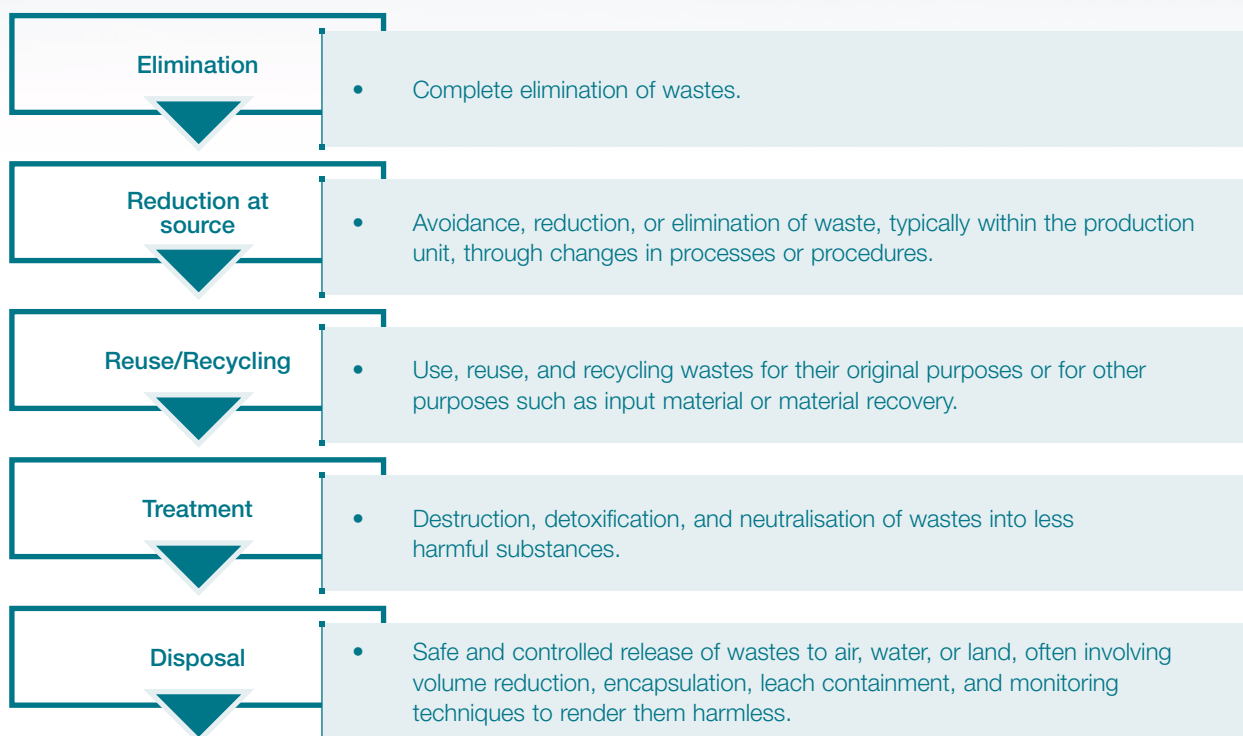 Elimination
• Complete elimination of wastes.
Reduction at
source
• Avoidance, reduction, or elimination of waste, typically within the production
unit, through changes in processes or procedures.
Reuse/Recycling
• Use, reuse, and recycling wastes for their original purposes or for other
purposes such as input material or material recovery.
Treatment
• Destruction, detoxification, and neutralisation of wastes into less
harmful substances.
Disposal
• Safe and controlled release of wastes to air, water, or land, often involving
volume reduction, encapsulation, leach containment, and monitoring
techniques to render them harmless.